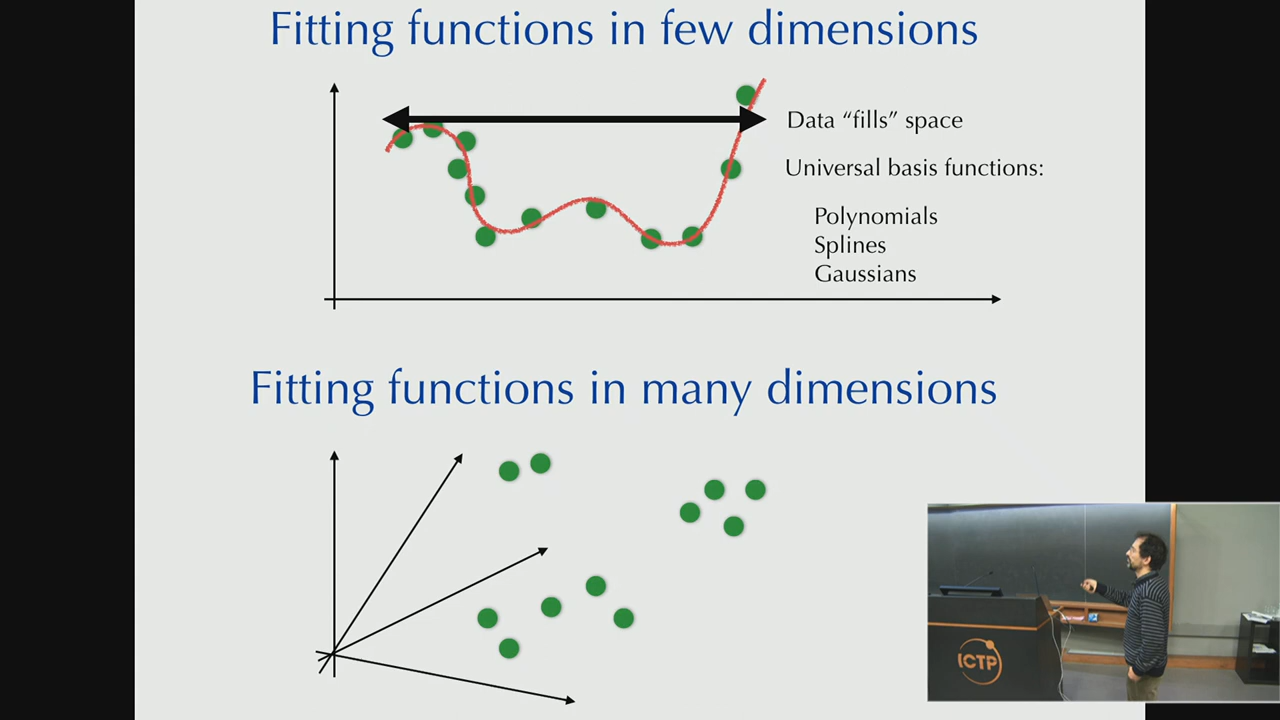 Fitting functions in few dimensions
Data “fills” space
Universal basis functions:
Polynomials
Splines
Gaussians
Fitting functions in many dimensions
ICTP